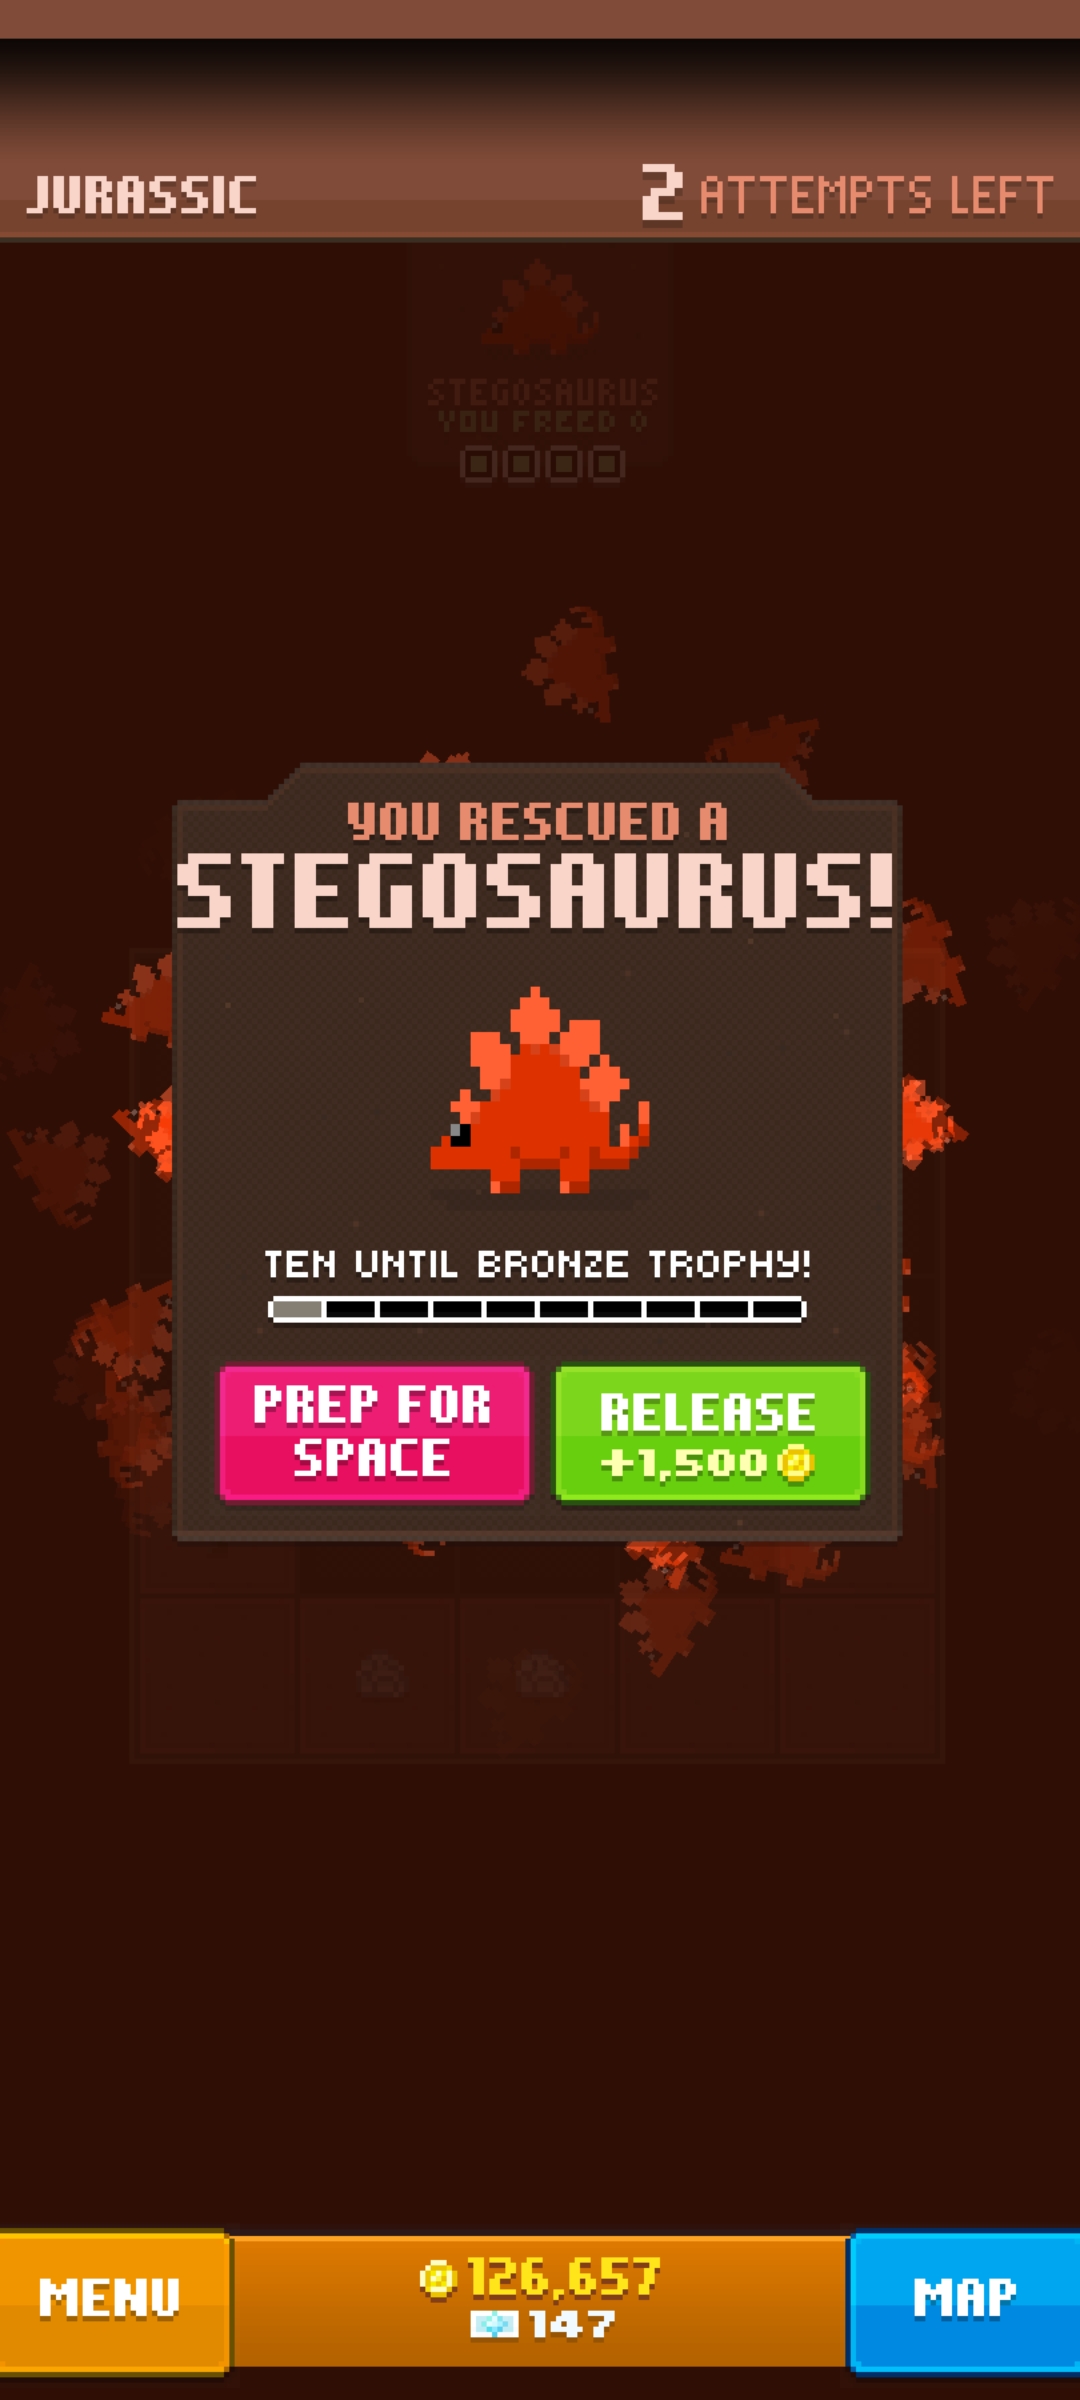 JURASSIC
2 ATTEMPTS LEFT
STEGOSAURUS
YOU FREED 0
YOU RESCUED A
STEGOSAURUS!
TEN UNTIL BRONZE TROPHY!
PREP FOR
SPACE
RELEASE
+1,500
126,657
147
MENU
MAP